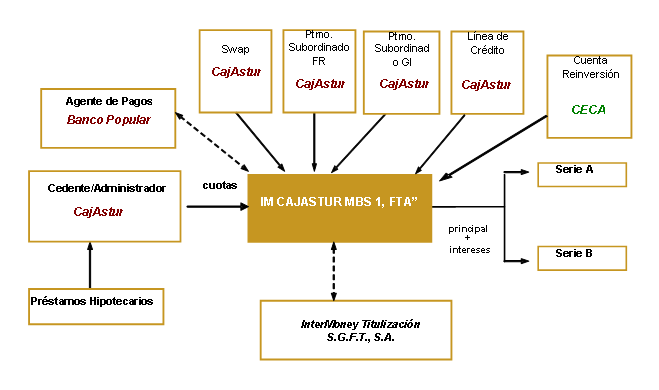 Swap
CajAstur
Ptmo.
Subordinado
FR
CajAstur
Ptmo.
Subordinad
o GI
CajAstur
Línea de
Crédito
CajAstur
Cuenta
Reinversión
CECA
Agente de Pagos
Banco Popular
Cedente/Administrador
CajAstur
cuotas
IM CAJASTUR MBS 1, FTA”
principal
+
intereses
Serie A
Serie B
Préstamos Hipotecarios
InterMoney Titulización
S.G.F.T., S.A.